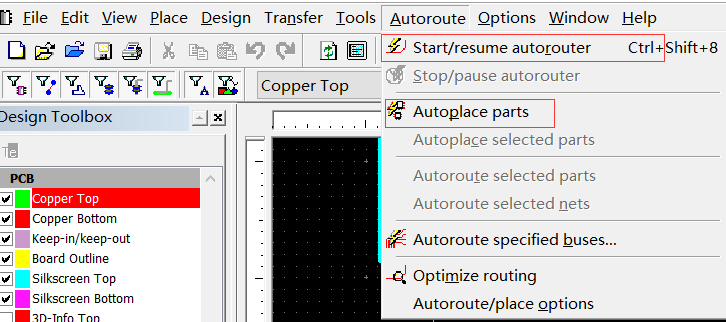 File Edit View Place Design Transfer Tools Autoroute Options Window Help
Start/resume autorouter Ctrl+Shift+8
Stop/pause autorouter
Copper Top
Autoplace parts
Design Toolbox
Autoplace selected parts
PCB
Autoroute selected parts
Copper Top
Autoroute selected nets
Copper Bottom
Keep-in/keep-out
Autoroute specified buses...
Board Outline
Silkscreen Top
Optimize routing
Silkscreen Bottom
Autoroute/place options
3D-Info Top